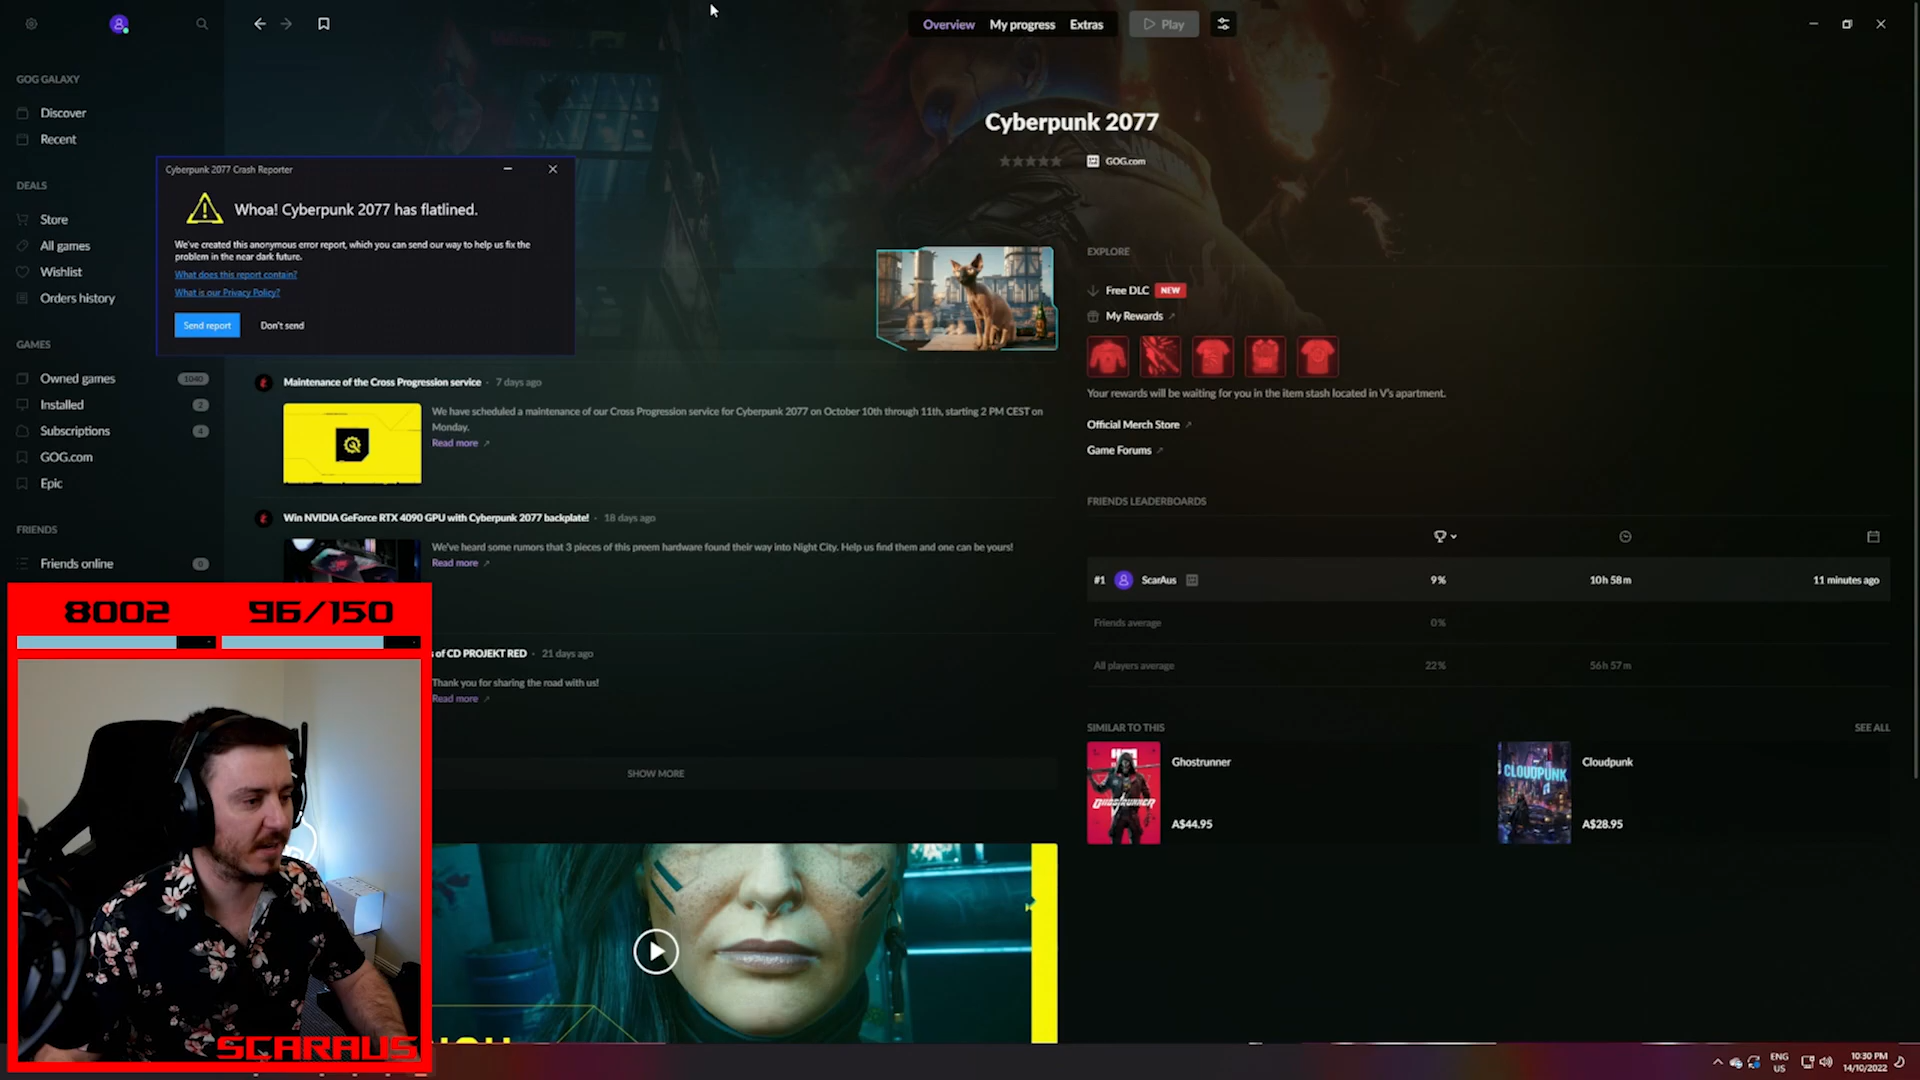 Overview My progress Extras Play
GOG GALAXY
Discover
Recent
DEALS
Store
All games
Wishlist
Orders history
GAMES
Owned games 1040
Installed 2
Subscriptions 4
GOG.com
Epic
FRIENDS
Friends online 0
Cyberpunk 2077 Crash Reporter
Whoa! Cyberpunk 2077 has flatlined.
We've created this anonymous error report, which you can send our way to help us fix the
problem in the near dark future.
What does this report contain?
What is our Privacy Policy?
Send report Don't send
Cyberpunk 2077
GOG.com
Maintenance of the Cross Progression service · 7 days ago
We have scheduled a maintenance of our Cross Progression service for Cyberpunk 2077 on October 10th through 11th, starting 2 PM CEST on
Monday.
Read more
Win NVIDIA GeForce RTX 4090 GPU with Cyberpunk 2077 backplate! · 18 days ago
We've heard some rumors that 3 pieces of this preem hardware found their way into Night City. Help us find them and one can be yours!
Read more
of CD PROJEKT RED · 21 days ago
Thank you for sharing the road with us!
Read more
SHOW MORE
EXPLORE
Free DLC NEW
My Rewards
Your rewards will be waiting for you in the item stash located in V's apartment.
Official Merch Store
Game Forums
FRIENDS LEADERBOARDS
#1 ScarAus 9% 10h 58m 11 minutes ago
Friends average 0%
All players average 22% 56h 57m
SIMILAR TO THIS SEE ALL
GHOSTRUNNER
Ghostrunner
A$44.95
CLOUDPUNK
Cloudpunk
A$28.95
8002 96/150
SCARAUS
ENG
US
10:30 PM
14/10/2022